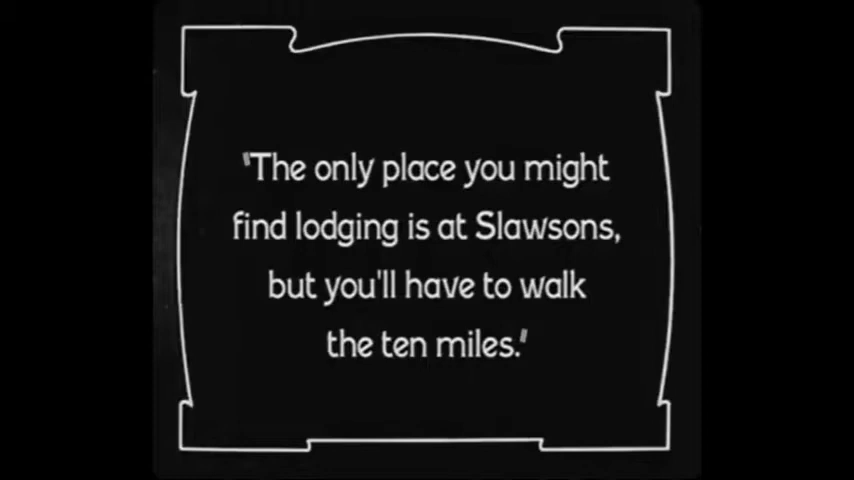 "The only place you might
find lodging is at Slawsons,
but you'll have to walk
the ten miles."